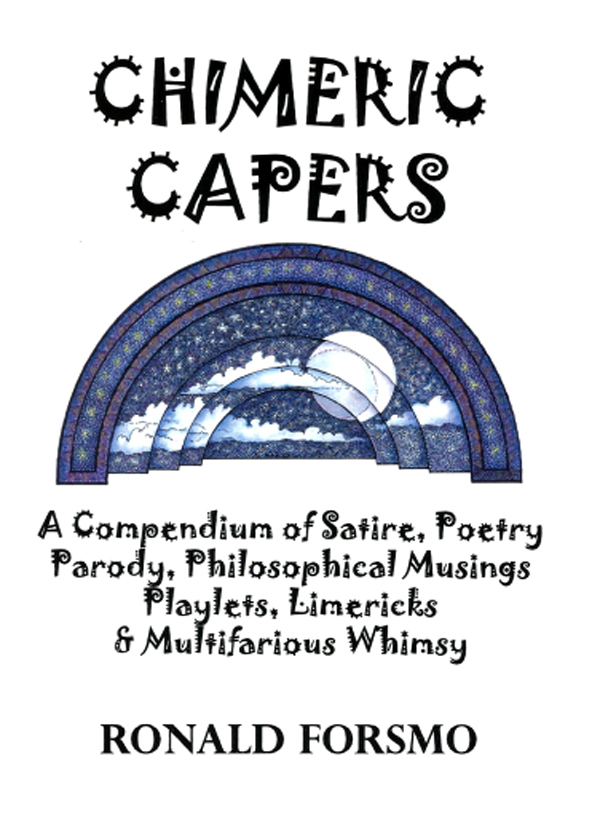 CHIMERIC
CAPERS
A Compendium of Satire, Poetry
Parody, Philosophical Musings
Playlets, Limericks
& Multifarious Whimsy
RONALD FORSMO